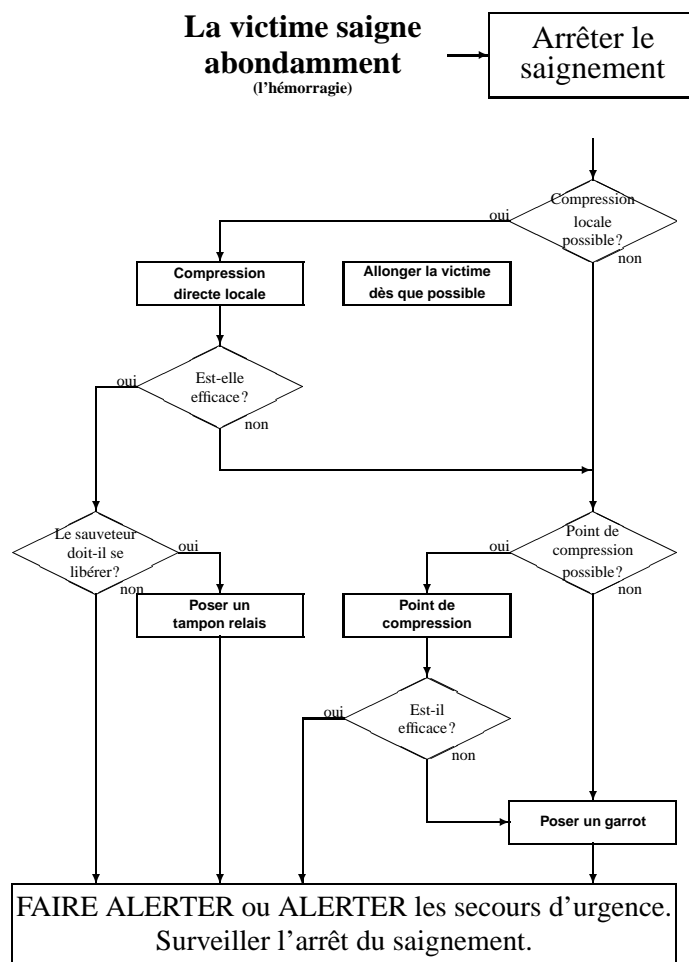 La victime saigne
abondamment
(l'hémorragie)
Arrêter le
saignement
Compression
locale
possible ?
oui
non
Compression
directe locale
Allonger la victime
dès que possible
Est-elle
efficace ?
oui
non
Le sauveteur
doit-il se
libérer ?
oui
non
Point de
compression
possible ?
oui
non
Poser un
tampon relais
Point de
compression
Est-il
efficace ?
oui
non
Poser un garrot
FAIRE ALERTER ou ALERTER les secours d'urgence.
Surveiller l'arrêt du saignement.